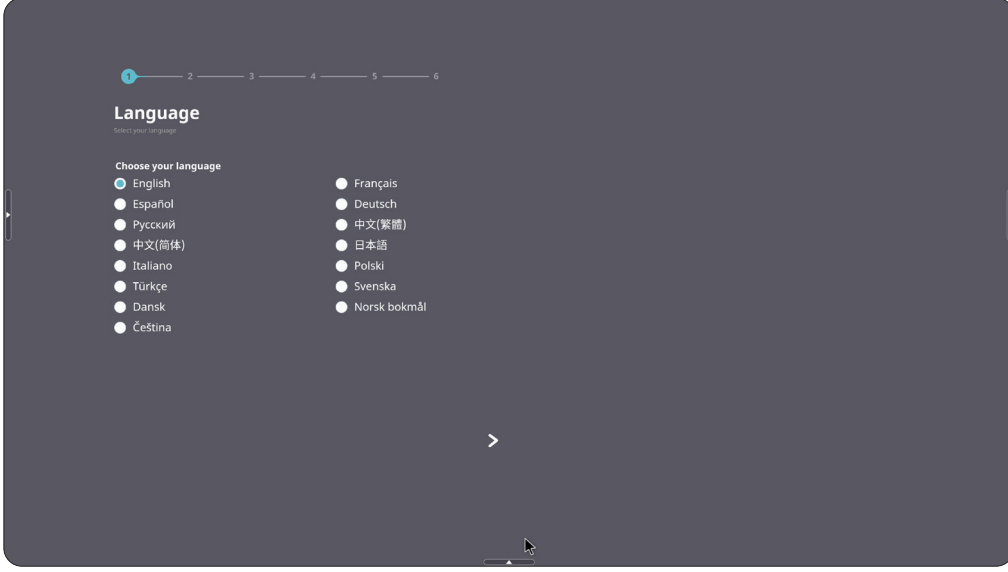 1 2 3 4 5 6
Language
Select your language
Choose your language
English
Español
Русский
中文(简体)
Italiano
Türkçe
Dansk
Čeština
Français
Deutsch
中文(繁體)
日本語
Polski
Svenska
Norsk bokmål